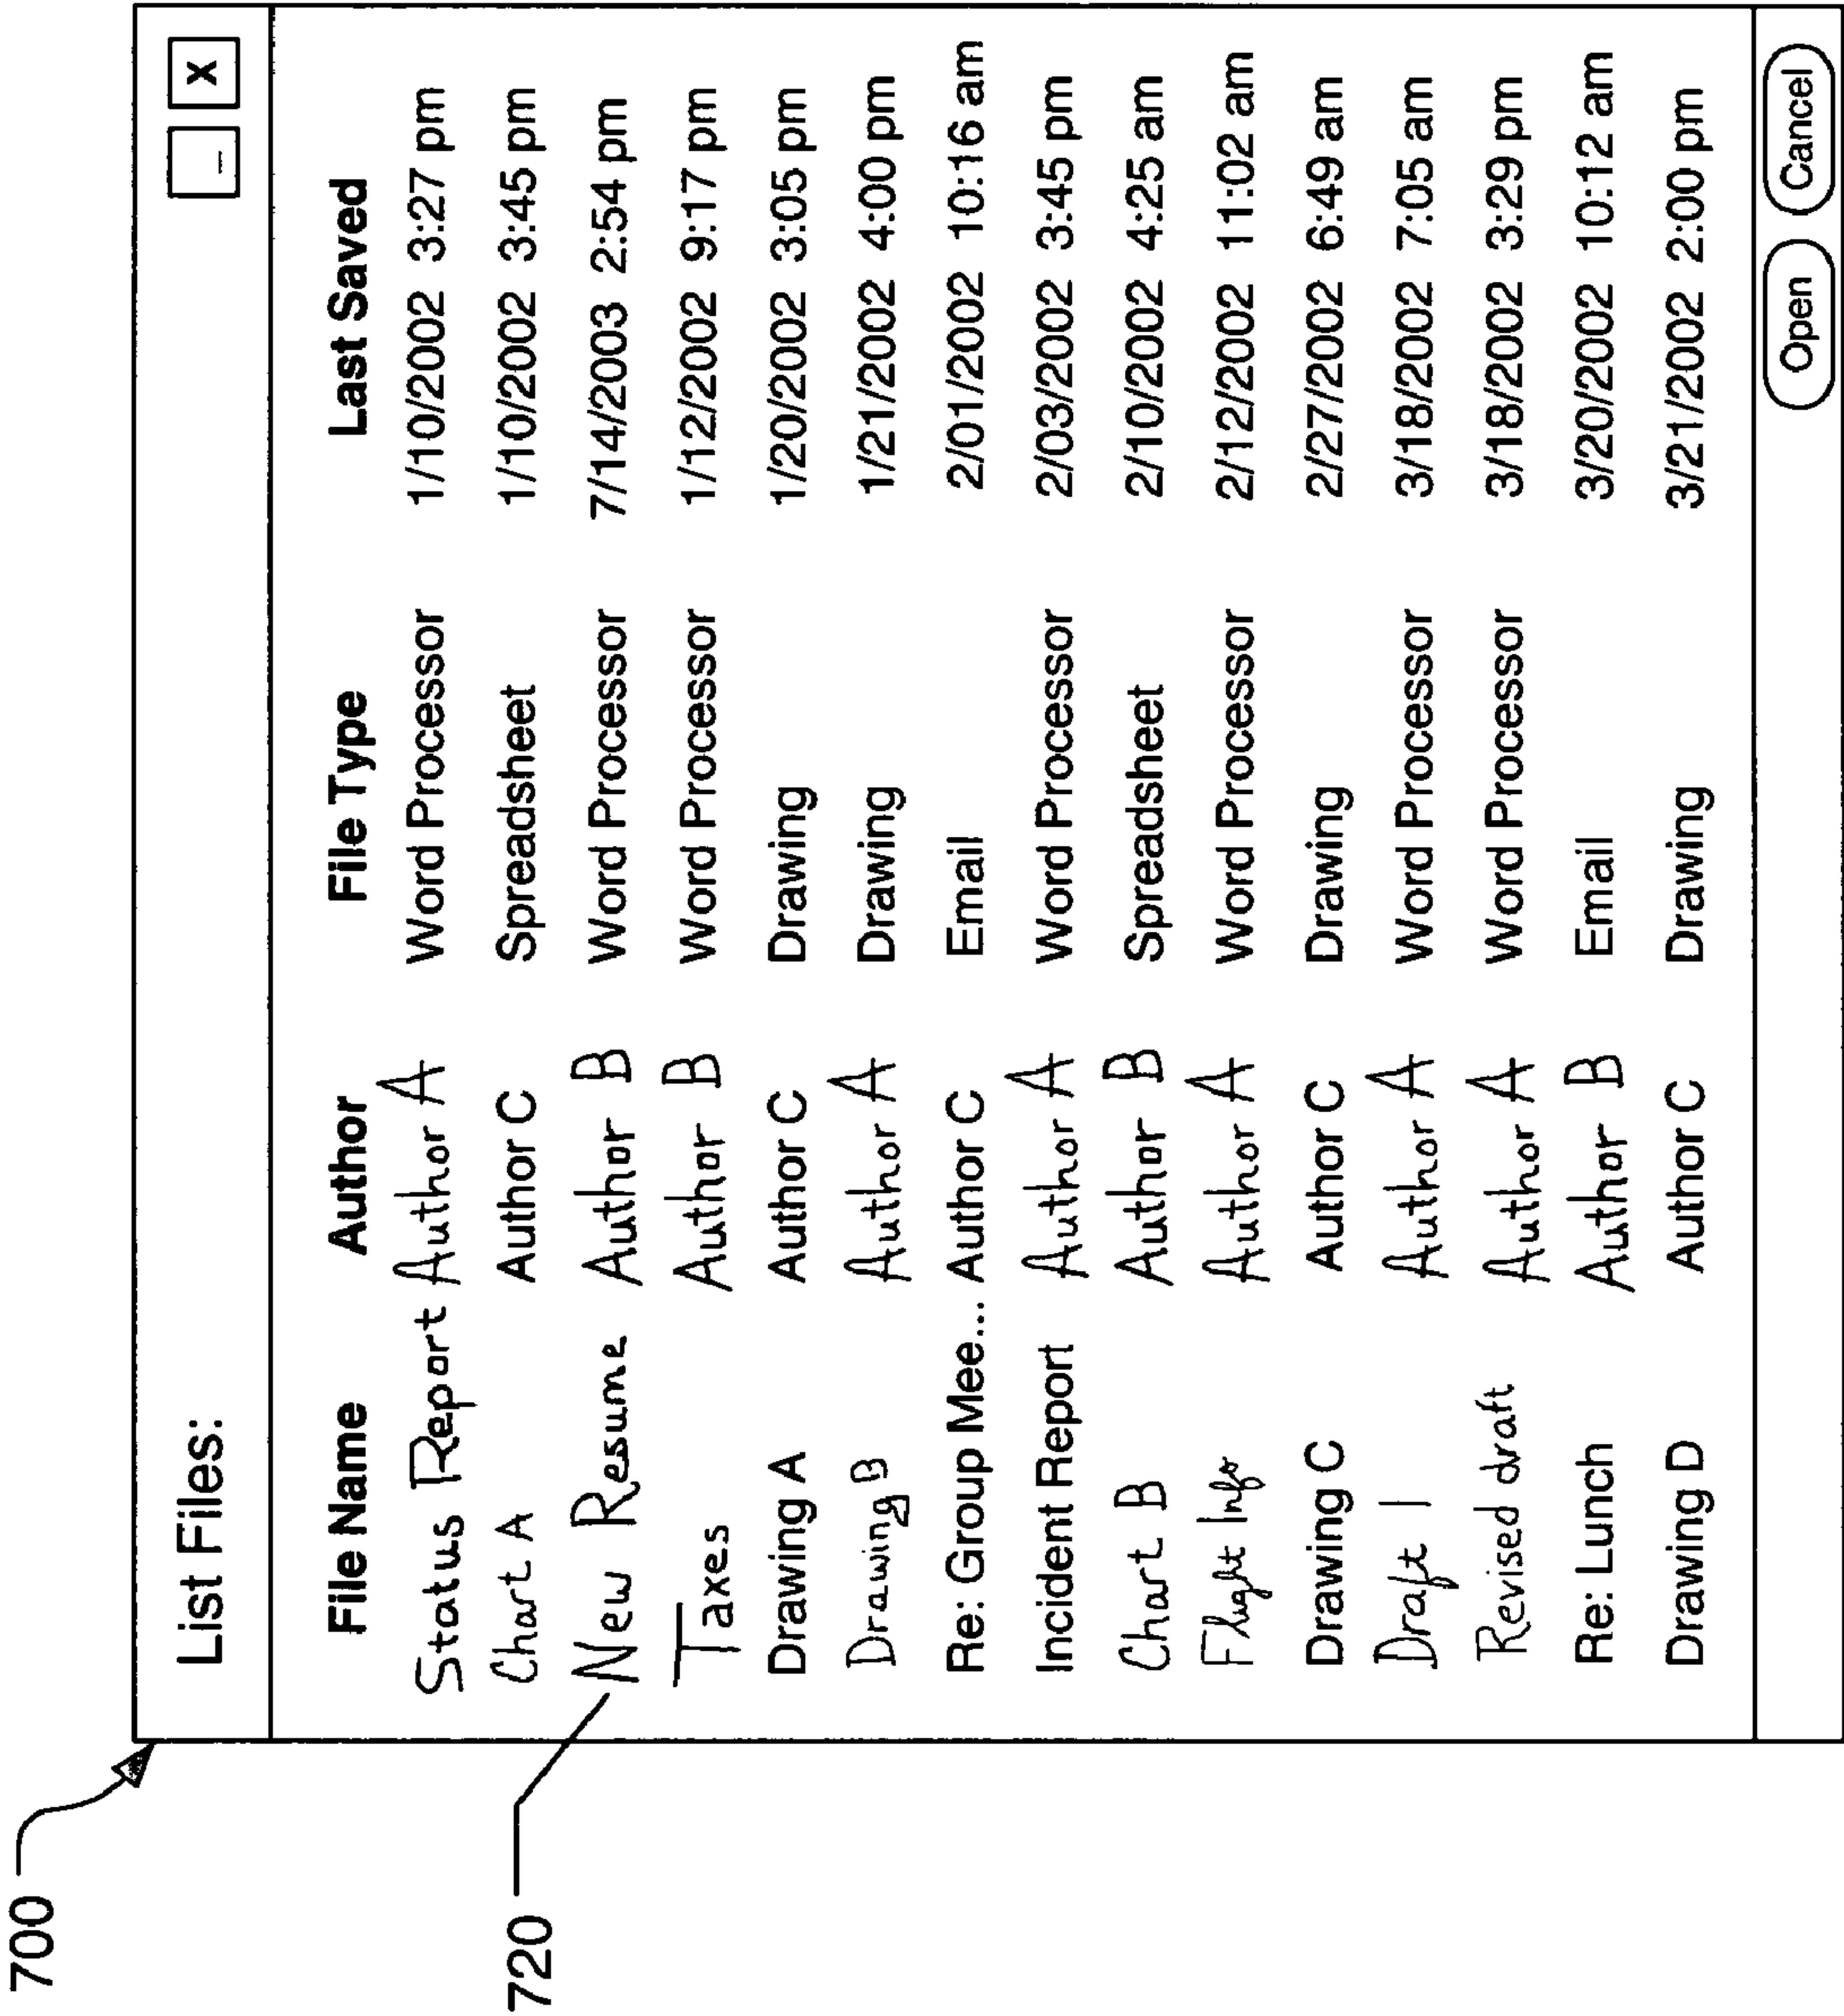 700
List Files: _ X
File Name Author File Type Last Saved
Status Report Author A Word Processor 1/10/2002 3:27 pm
Chart A Author C Spreadsheet 1/10/2002 3:45 pm
720
New Resume Author B Word Processor 7/14/2003 2:54 pm
Taxes Author B Word Processor 1/12/2002 9:17 pm
Drawing A Author C Drawing 1/20/2002 3:05 pm
Drawing B Author A Drawing 1/21/2002 4:00 pm
Re: Group Mee... Author C Email 2/01/2002 10:16 am
Incident Report Author A Word Processor 2/03/2002 3:45 pm
Chart B Author B Spreadsheet 2/10/2002 4:25 am
Flight Info Author A Word Processor 2/12/2002 11:02 am
Drawing C Author C Drawing 2/27/2002 6:49 am
Draft 1 Author A Word Processor 3/18/2002 7:05 am
Revised draft Author A Word Processor 3/18/2002 3:29 pm
Re: Lunch Author B Email 3/20/2002 10:12 am
Drawing D Author C Drawing 3/21/2002 2:00 pm
Open Cancel